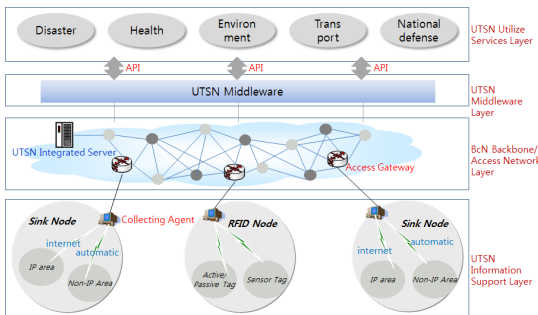 Disaster
Health
Environ
ment
Trans
port
National
defense
UTSN Utilize
Services Layer
API
API
API
UTSN Middleware
UTSN
Middleware
Layer
UTSN Integrated Server
Access Gateway
BcN Backbone/
Access Network
Layer
Sink Node
Collecting Agent
internet
automatic
IP area
Non-IP Area
RFID Node
Active/
Passive Tag
Sensor Tag
Sink Node
internet
automatic
IP area
Non-IP Area
UTSN
Information
Support Layer